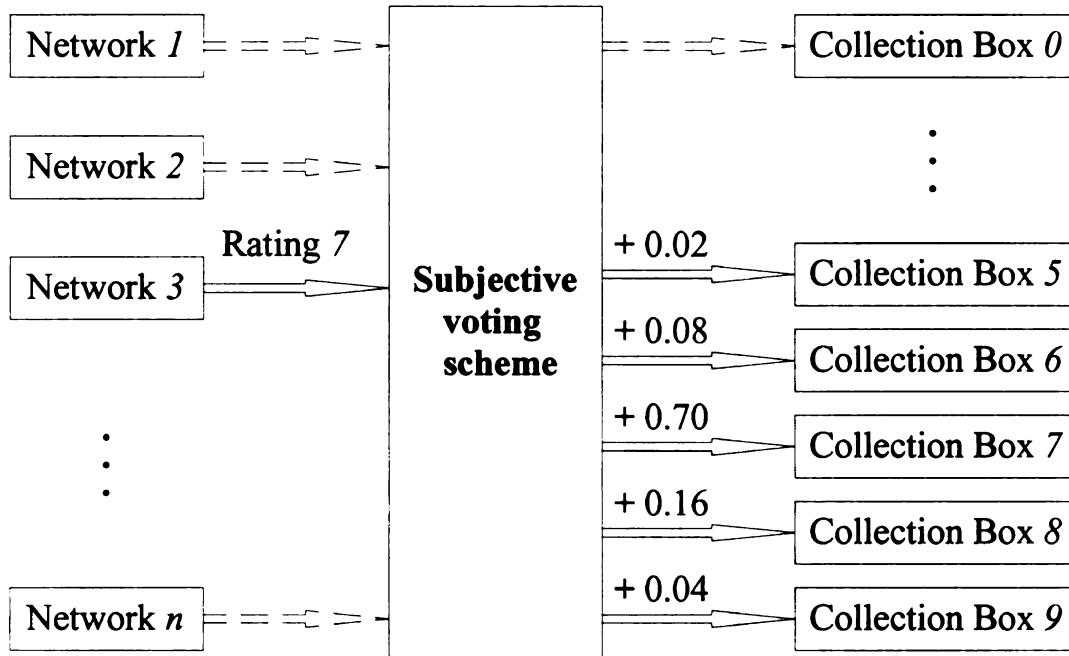 Network 1
Collection Box 0
Network 2
Rating 7
+ 0.02
Network 3
Subjective
voting
scheme
Collection Box 5
+ 0.08
Collection Box 6
+ 0.70
Collection Box 7
+ 0.16
Collection Box 8
+ 0.04
Network n
Collection Box 9